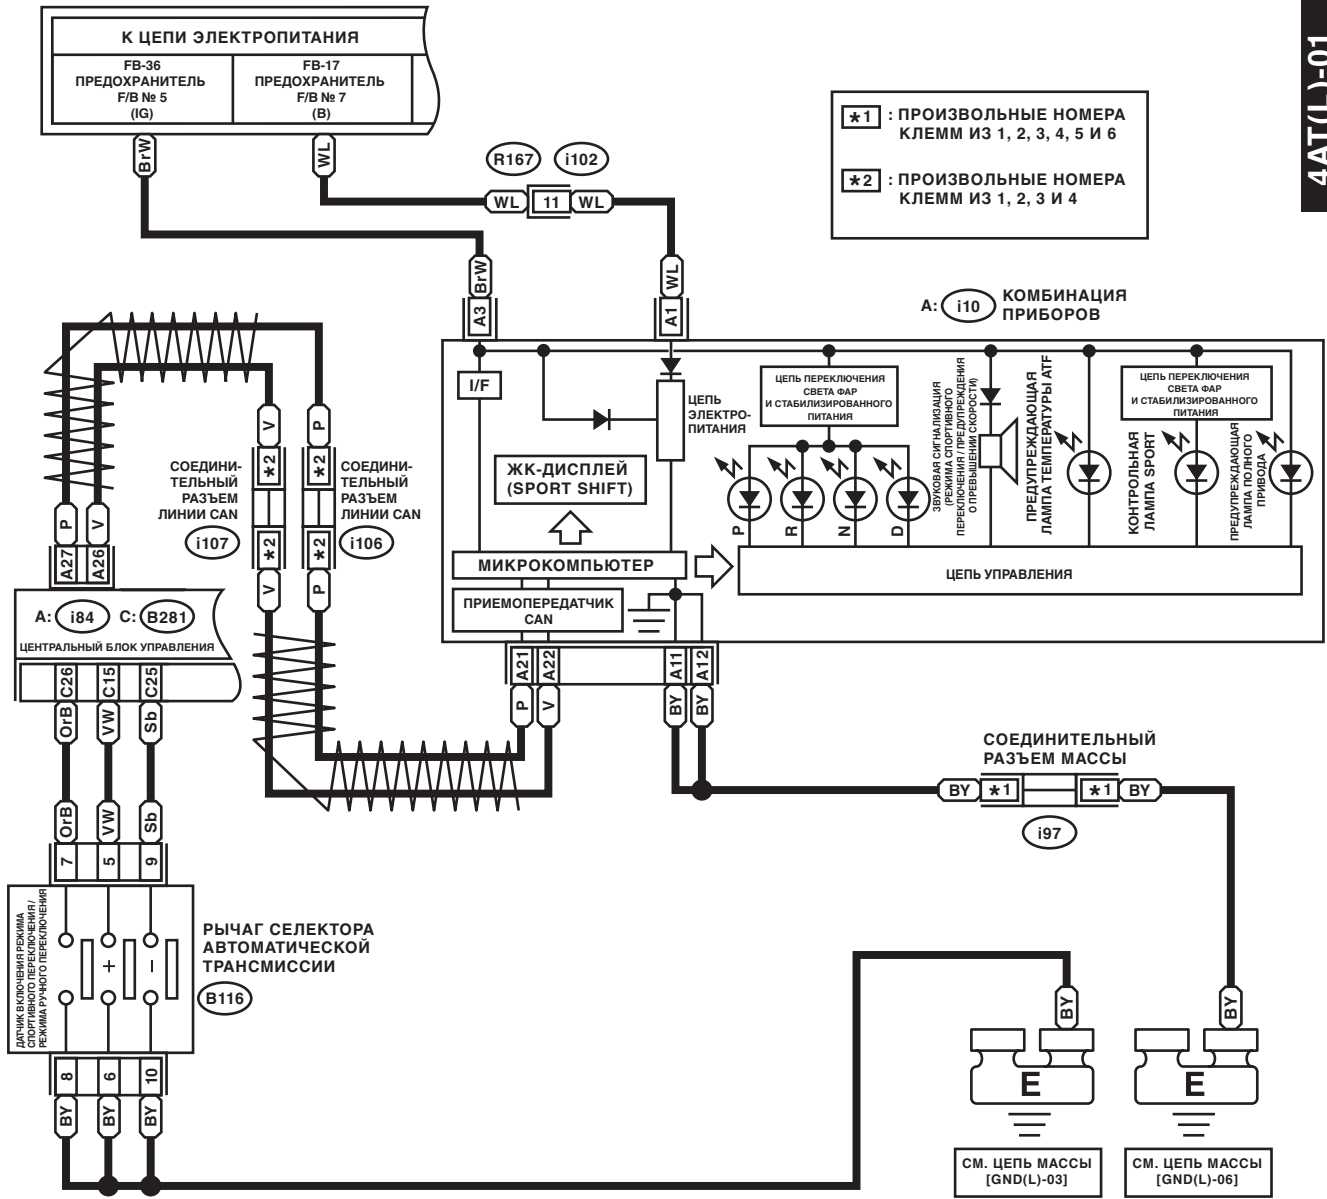 4AT(L)-01
К ЦЕПИ ЭЛЕКТРОПИТАНИЯ
FB-36
ПРЕДОХРАНИТЕЛЬ
F/B № 5
(IG)
FB-17
ПРЕДОХРАНИТЕЛЬ
F/B № 7
(B)
BrW
WL
R167
i102
WL
11
WL
*1 : ПРОИЗВОЛЬНЫЕ НОМЕРА
КЛЕММ ИЗ 1, 2, 3, 4, 5 И 6
*2 : ПРОИЗВОЛЬНЫЕ НОМЕРА
КЛЕММ ИЗ 1, 2, 3 И 4
BrW
WL
A3
A1
A: i10 КОМБИНАЦИЯ
ПРИБОРОВ
I/F
ЦЕПЬ
ЭЛЕКТРО-
ПИТАНИЯ
ЖК-ДИСПЛЕЙ
(SPORT SHIFT)
МИКРОКОМПЬЮТЕР
ПРИЕМОПЕРЕДАТЧИК
CAN
ЦЕПЬ ПЕРЕКЛЮЧЕНИЯ
СВЕТА ФАР
И СТАБИЛИЗИРОВАННОГО
ПИТАНИЯ
P
R
N
D
ЗВУКОВАЯ СИГНАЛИЗАЦИЯ
(РЕЖИМА СПОРТИВНОГО
ПЕРЕКЛЮЧЕНИЯ / ПРЕДУПРЕЖДЕНИЯ
О ПРЕВЫШЕНИИ СКОРОСТИ)
ПРЕДУПРЕЖДАЮЩАЯ
ЛАМПА ТЕМПЕРАТУРЫ ATF
КОНТРОЛЬНАЯ
ЛАМПА SPORT
ЦЕПЬ ПЕРЕКЛЮЧЕНИЯ
СВЕТА ФАР
И СТАБИЛИЗИРОВАННОГО
ПИТАНИЯ
ПРЕДУПРЕЖДАЮЩАЯ
ЛАМПА ПОЛНОГО
ПРИВОДА
ЦЕПЬ УПРАВЛЕНИЯ
V
P
*2
*2
СОЕДИНИ-
ТЕЛЬНЫЙ
РАЗЪЕМ
ЛИНИИ CAN
i107
СОЕДИНИ-
ТЕЛЬНЫЙ
РАЗЪЕМ
ЛИНИИ CAN
i106
*2
*2
V
P
P
V
A27
A26
A: i84 C: B281
ЦЕНТРАЛЬНЫЙ БЛОК УПРАВЛЕНИЯ
C26
C15
C25
OrB
VW
Sb
A21
A22
A11
A12
P
V
BY
BY
СОЕДИНИТЕЛЬНЫЙ
РАЗЪЕМ МАССЫ
BY
*1
*1
BY
i97
OrB
VW
Sb
7
5
9
ДАТЧИК ВКЛЮЧЕНИЯ РЕЖИМА
СПОРТИВНОГО ПЕРЕКЛЮЧЕНИЯ /
РЕЖИМА РУЧНОГО ПЕРЕКЛЮЧЕНИЯ
+
–
РЫЧАГ СЕЛЕКТОРА
АВТОМАТИЧЕСКОЙ
ТРАНСМИССИИ
B116
8
6
10
BY
BY
BY
BY
BY
E
E
СМ. ЦЕПЬ МАССЫ
[GND(L)-03]
СМ. ЦЕПЬ МАССЫ
[GND(L)-06]